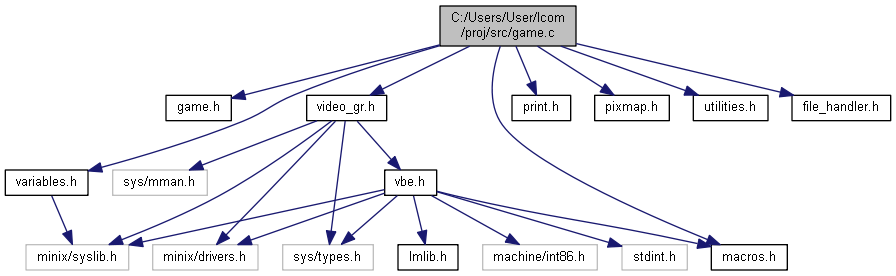 C:/Users/User/lcom
/proj/src/game.c
game.h
video_gr.h
print.h
pixmap.h
utilities.h
file_handler.h
variables.h
sys/mman.h
vbe.h
minix/syslib.h
minix/drivers.h
sys/types.h
lmlib.h
machine/int86.h
stdint.h
macros.h